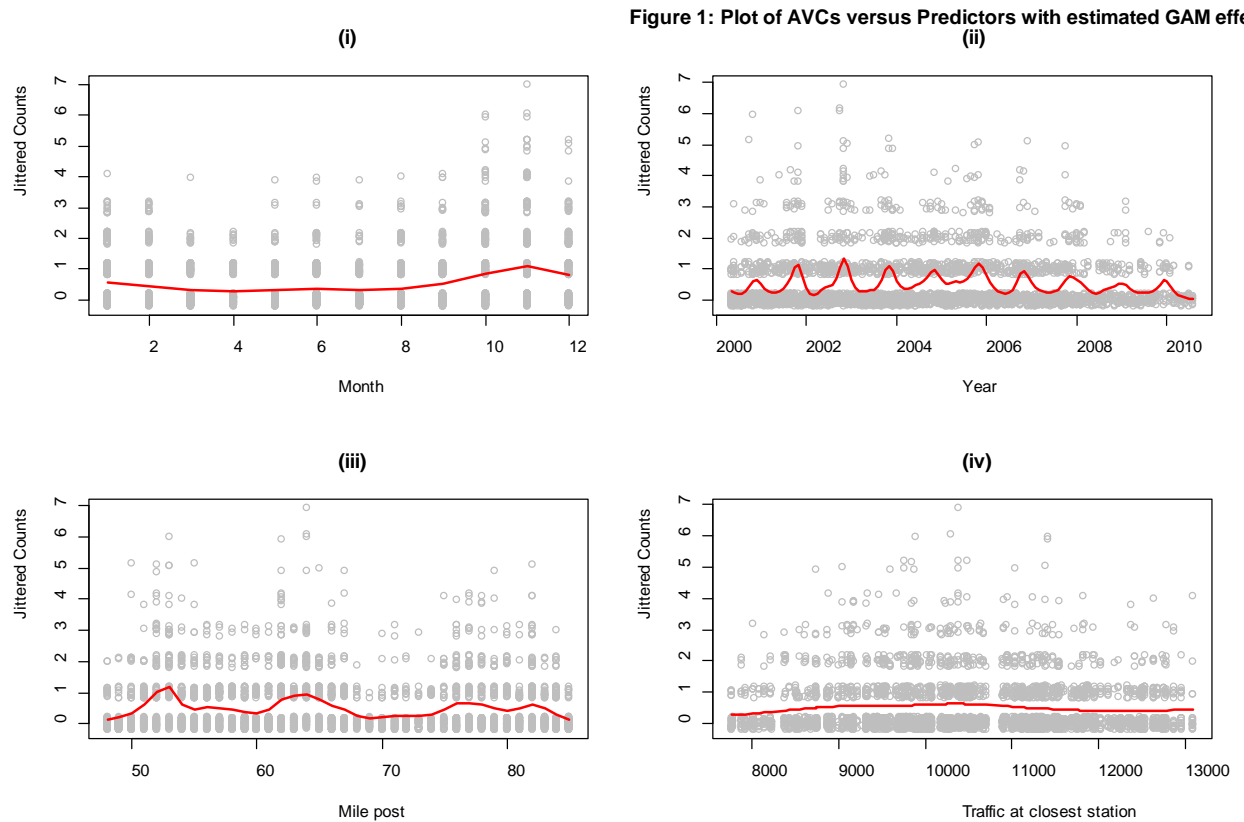 Figure 1: Plot of AVCs versus Predictors with estimated GAM effe
(i)
Jittered Counts
7
6
5
4
3
2
1
0
2 4 6 8 10 12
Month
(ii)
Jittered Counts
7
6
5
4
3
2
1
0
2000 2002 2004 2006 2008 2010
Year
(iii)
Jittered Counts
7
6
5
4
3
2
1
0
50 60 70 80
Mile post
(iv)
Jittered Counts
7
6
5
4
3
2
1
0
8000 9000 10000 11000 12000 13000
Traffic at closest station